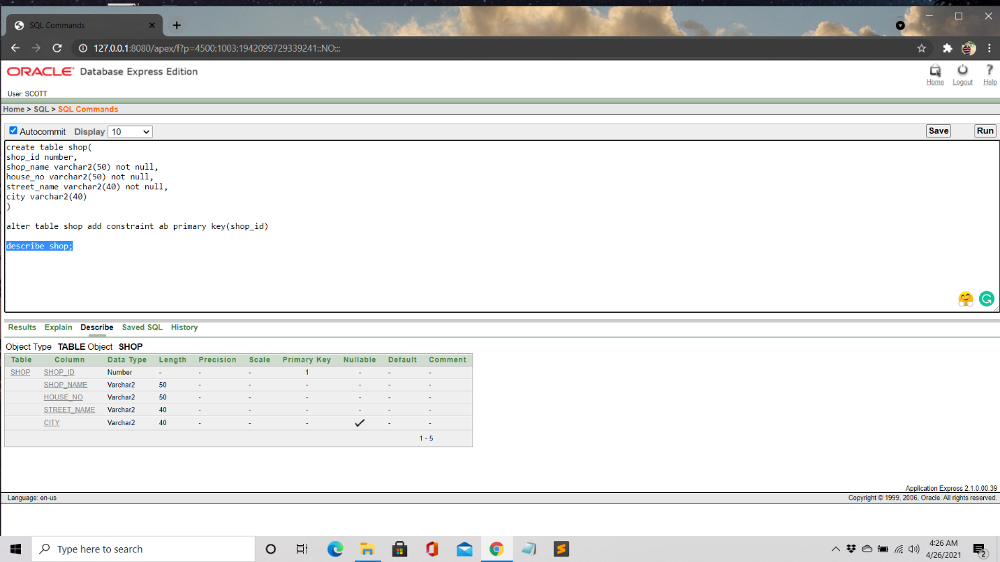 SQL Commands
127.0.0.1:8080/apex/f?p=4500:1003:1942099729339241::NO:::
ORACLE Database Express Edition
Home Logout Help
User: SCOTT
Home > SQL > SQL Commands
Autocommit Display 10 Save Run
create table shop(
shop_id number,
shop_name varchar2(50) not null,
house_no varchar2(50) not null,
street_name varchar2(40) not null,
city varchar2(40)
)
alter table shop add constraint ab primary key(shop_id)
describe shop;
Results Explain Describe Saved SQL History
Object Type TABLE Object SHOP
Table Column Data Type Length Precision Scale Primary Key Nullable Default Comment
SHOP SHOP_ID Number - - - 1 - - -
SHOP_NAME Varchar2 50 - - - - - -
HOUSE_NO Varchar2 50 - - - - - -
STREET_NAME Varchar2 40 - - - - - -
CITY Varchar2 40 - - - ✓ - -
1 - 5
Application Express 2.1.0.00.39
Language: en-us Copyright © 1999, 2006, Oracle. All rights reserved.
Type here to search
4:26 AM
4/26/2021
2